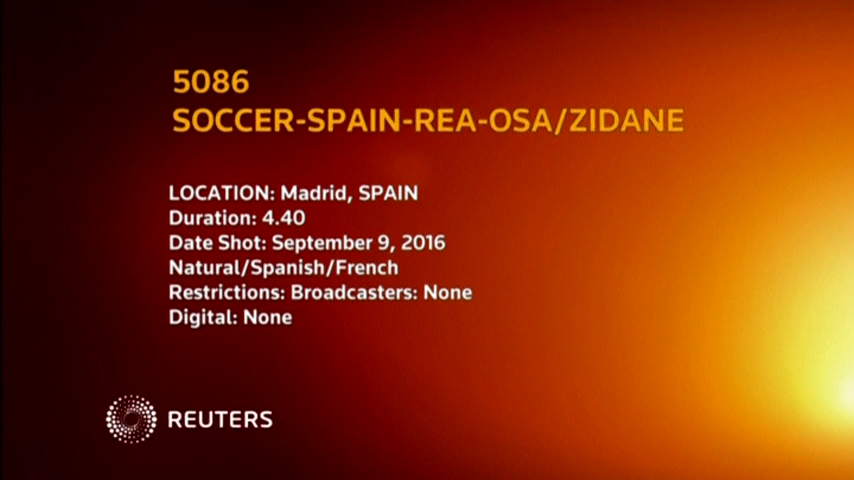 5086
SOCCER-SPAIN-REA-OSA/ZIDANE
LOCATION: Madrid, SPAIN
Duration: 4.40
Date Shot: September 9, 2016
Natural/Spanish/French
Restrictions: Broadcasters: None
Digital: None
REUTERS